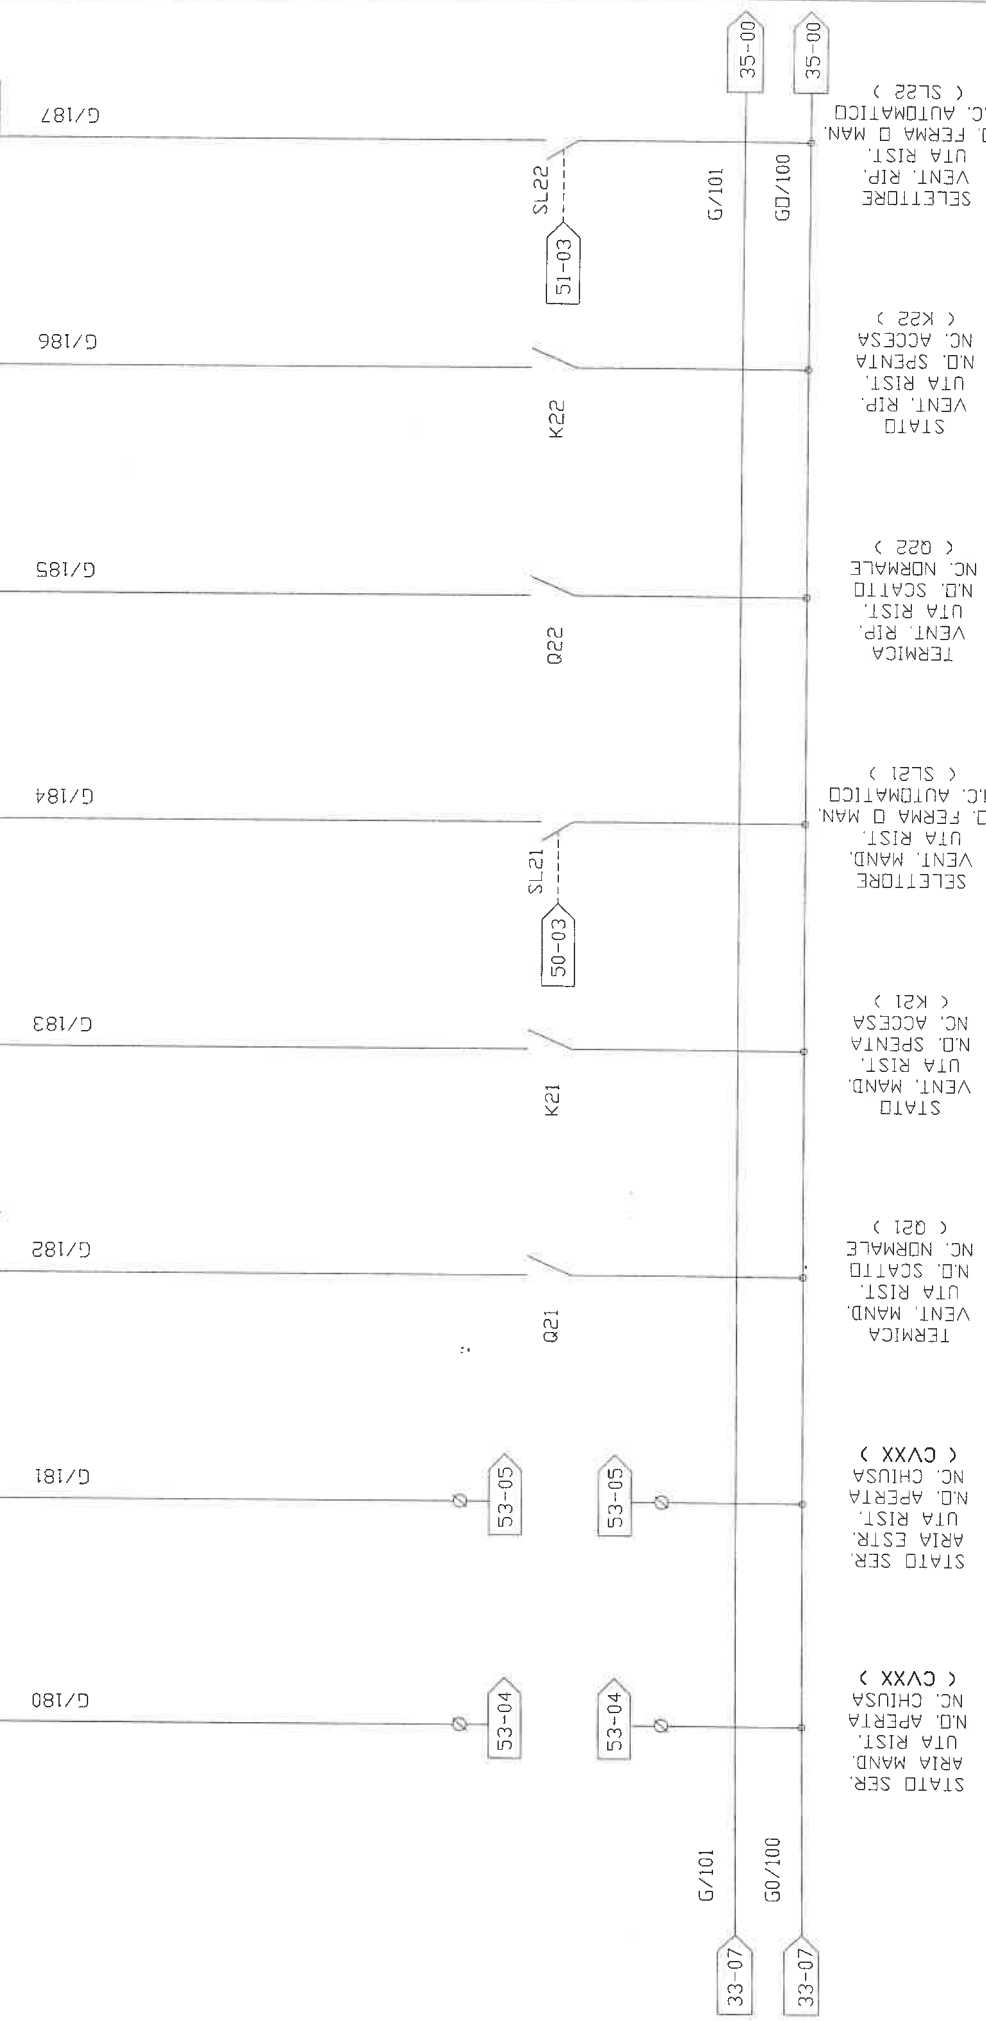 35-00
35-00
G/187
SL22
51-03
G/101
GO/100
SELETTORE
VENT. RIP.
UTA RIST.
O. FERMA O MAN.
.C. AUTOMATICO
( SL22 )
G/186
K22
STATO
VENT. RIP.
UTA RIST.
N.O. SPENTA
NC. ACCESA
( K22 )
G/185
Q22
TERMICA
VENT. RIP.
UTA RIST.
N.O. SCATTO
NC. NORMALE
( Q22 )
G/184
SL21
50-03
SELETTORE
VENT. MAND.
UTA RIST.
O. FERMA O MAN.
.C. AUTOMATICO
( SL21 )
G/183
K21
STATO
VENT. MAND.
UTA RIST.
N.O. SPENTA
NC. ACCESA
( K21 )
G/182
Q21
TERMICA
VENT. MAND.
UTA RIST.
N.O. SCATTO
NC. NORMALE
( Q21 )
G/181
53-05
53-05
STATO SER.
ARIA ESTR.
UTA RIST.
N.O. APERTA
NC. CHIUSA
( CVXX )
G/180
53-04
53-04
STATO SER.
ARIA MAND.
UTA RIST.
N.O. APERTA
NC. CHIUSA
( CVXX )
G/101
GO/100
33-07
33-07